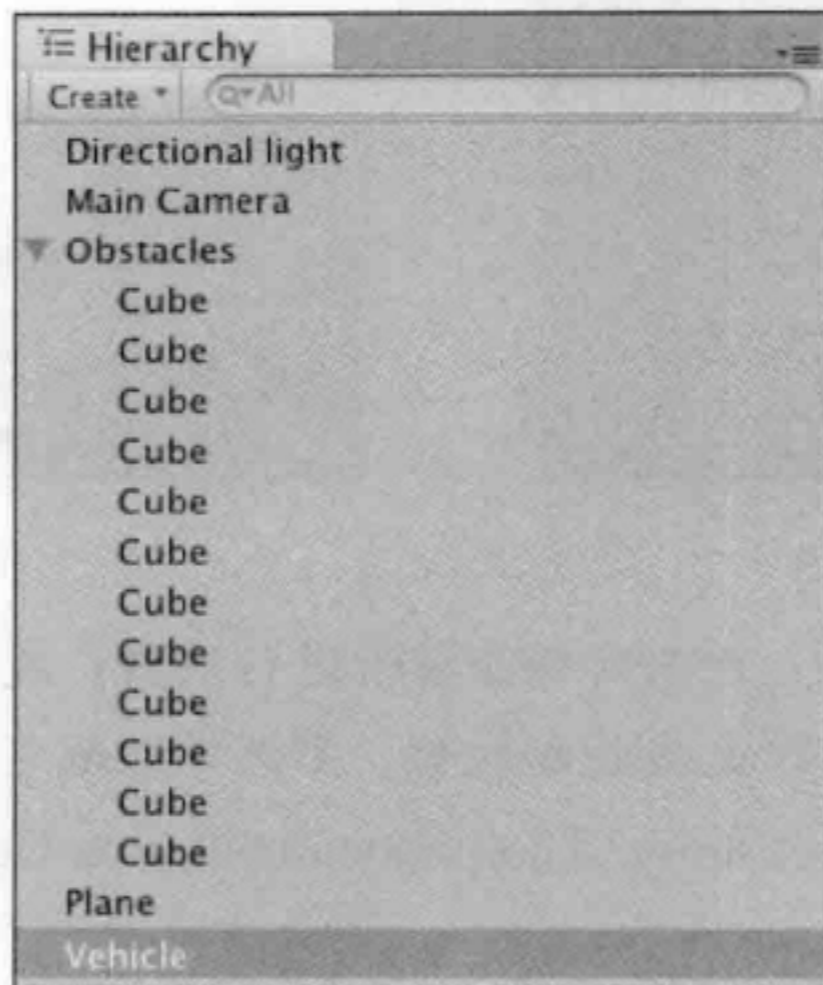 Hierarchy
Create
All
Directional light
Main Camera
Obstacles
Cube
Cube
Cube
Cube
Cube
Cube
Cube
Cube
Cube
Cube
Cube
Cube
Plane
Vehicle